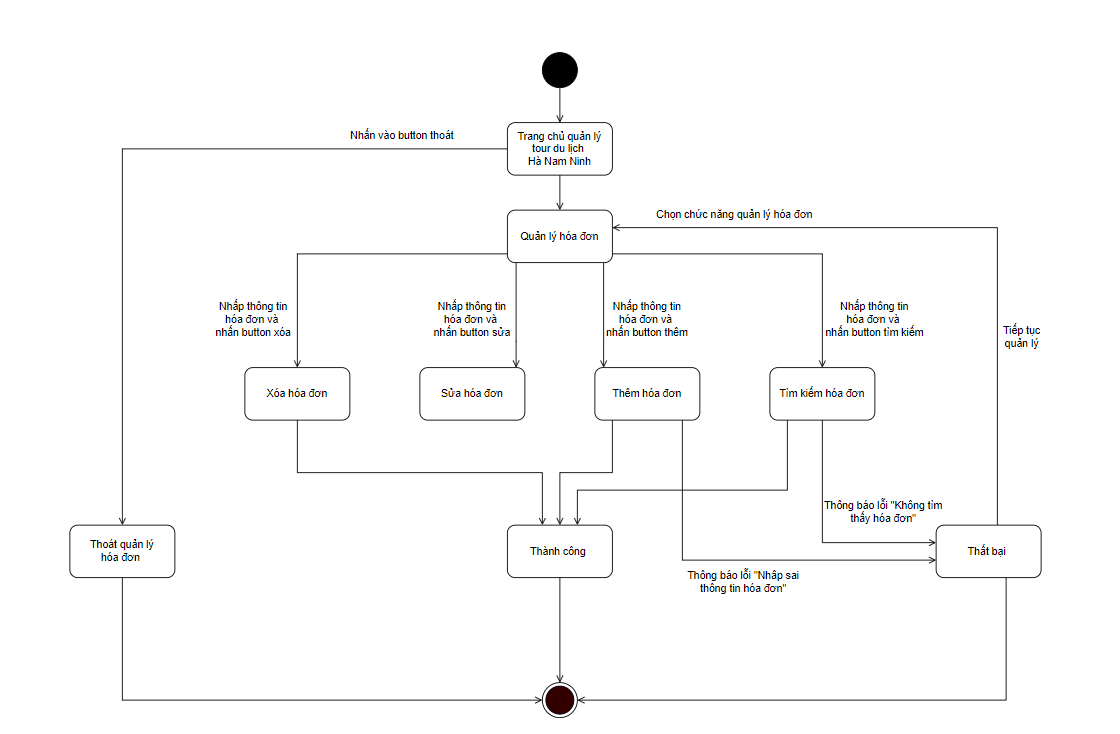 Nhấn vào button thoát
Trang chủ quản lý
tour du lịch
Hà Nam Ninh
Chọn chức năng quản lý hóa đơn
Quản lý hóa đơn
Nhấp thông tin
hóa đơn và
nhấn button xóa
Nhấp thông tin
hóa đơn và
nhấn button sửa
Nhấp thông tin
hóa đơn và
nhấn button thêm
Nhấp thông tin
hóa đơn và
nhấn button tìm kiếm
Tiếp tục
quản lý
Xóa hóa đơn
Sửa hóa đơn
Thêm hóa đơn
Tìm kiếm hóa đơn
Thông báo lỗi "Không tìm
thấy hóa đơn"
Thoát quản lý
hóa đơn
Thành công
Thất bại
Thông báo lỗi "Nhâp sai
thông tin hóa đơn"